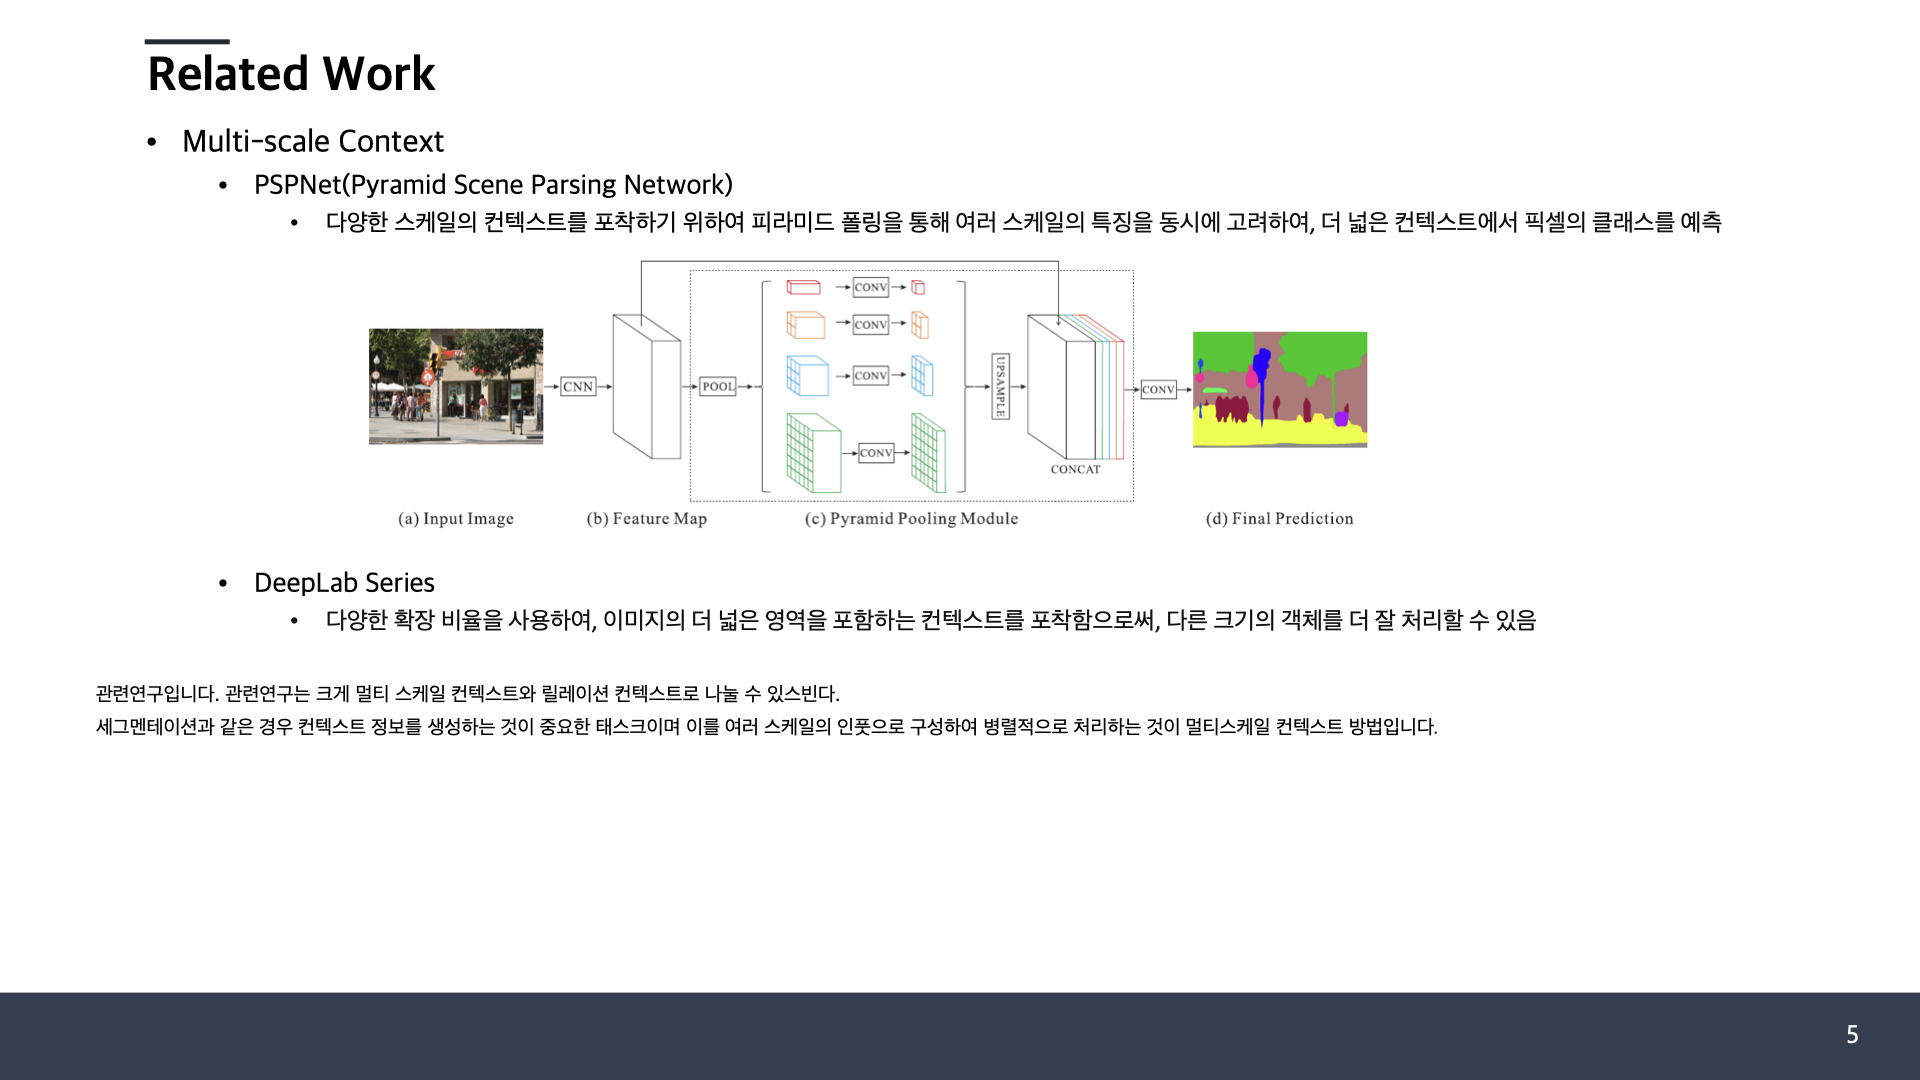 Related Work
• Multi-scale Context
• PSPNet(Pyramid Scene Parsing Network)
• 다양한 스케일의 컨텍스트를 포착하기 위하여 피라미드 폴링을 통해 여러 스케일의 특징을 동시에 고려하여, 더 넓은 컨텍스트에서 픽셀의 클래스를 예측
CNN
POOL
CONV
CONV
CONV
CONV
UPSAMPLE
CONCAT
CONV
(a) Input Image
(b) Feature Map
(c) Pyramid Pooling Module
(d) Final Prediction
• DeepLab Series
• 다양한 확장 비율을 사용하여, 이미지의 더 넓은 영역을 포함하는 컨텍스트를 포착함으로써, 다른 크기의 객체를 더 잘 처리할 수 있음
관련연구입니다. 관련연구는 크게 멀티 스케일 컨텍스트와 릴레이션 컨텍스트로 나눌 수 있스빈다.
세그멘테이션과 같은 경우 컨텍스트 정보를 생성하는 것이 중요한 태스크이며 이를 여러 스케일의 인풋으로 구성하여 병렬적으로 처리하는 것이 멀티스케일 컨텍스트 방법입니다.
5